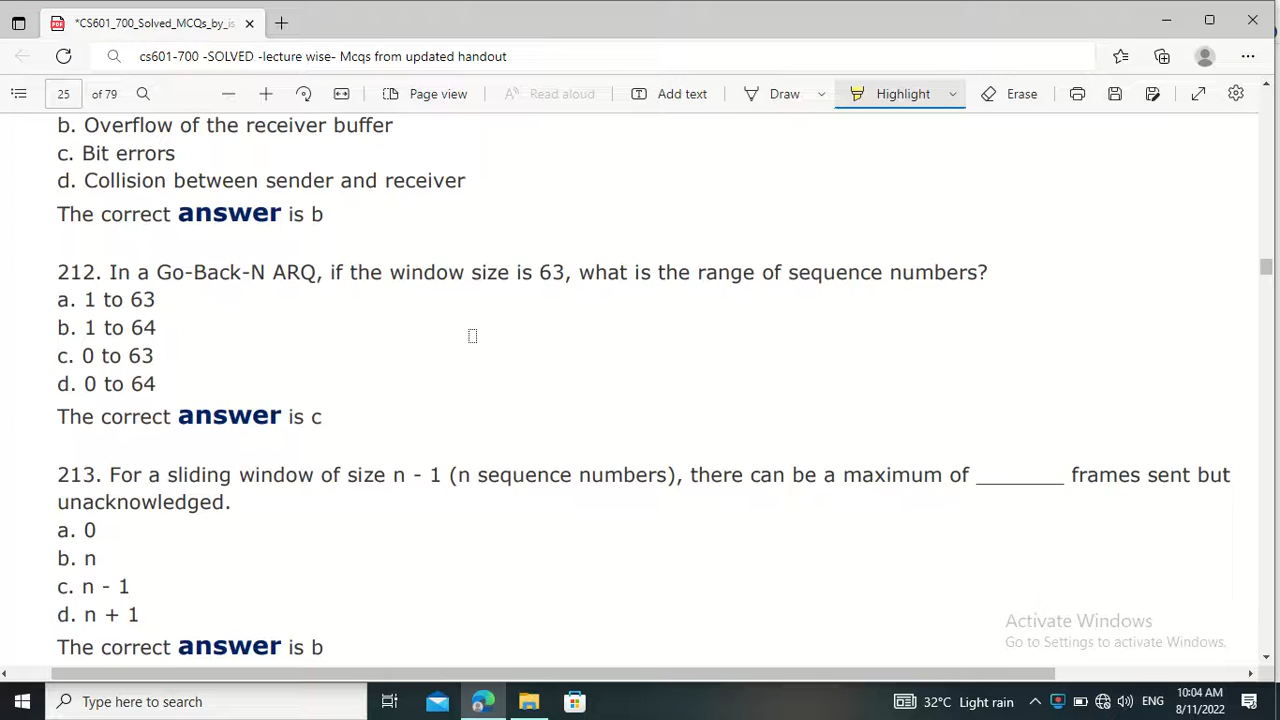 *CS601_700_Solved_MCQs_by_is
cs601-700 -SOLVED -lecture wise- Mcqs from updated handout
25 of 79
Page view
Read aloud
Add text
Draw
Highlight
Erase
b. Overflow of the receiver buffer
c. Bit errors
d. Collision between sender and receiver
The correct answer is b
212. In a Go-Back-N ARQ, if the window size is 63, what is the range of sequence numbers?
a. 1 to 63
b. 1 to 64
c. 0 to 63
d. 0 to 64
The correct answer is c
213. For a sliding window of size n - 1 (n sequence numbers), there can be a maximum of ________ frames sent but
unacknowledged.
a. 0
b. n
c. n - 1
d. n + 1
The correct answer is b
Activate Windows
Go to Settings to activate Windows.
Type here to search
32°C Light rain
ENG
10:04 AM
8/11/2022